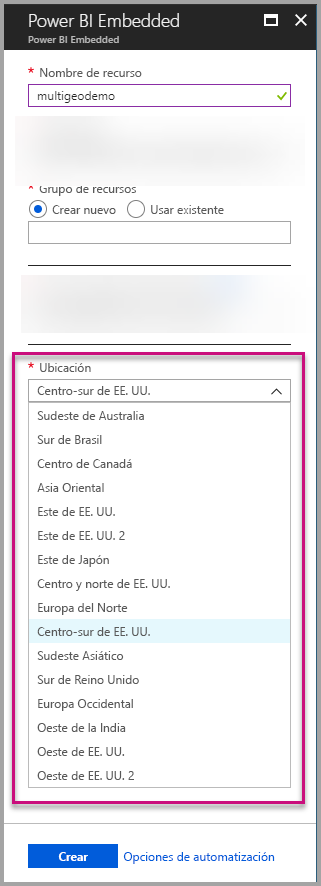 Power BI Embedded
Power BI Embedded
* Nombre de recurso
multigeodemo
* Grupo de recursos
Crear nuevo Usar existente
* Ubicación
Centro-sur de EE. UU.
Sudeste de Australia
Sur de Brasil
Centro de Canadá
Asia Oriental
Este de EE. UU.
Este de EE. UU. 2
Este de Japón
Centro y norte de EE. UU.
Europa del Norte
Centro-sur de EE. UU.
Sudeste Asiático
Sur de Reino Unido
Europa Occidental
Oeste de la India
Oeste de EE. UU.
Oeste de EE. UU. 2
Crear Opciones de automatización